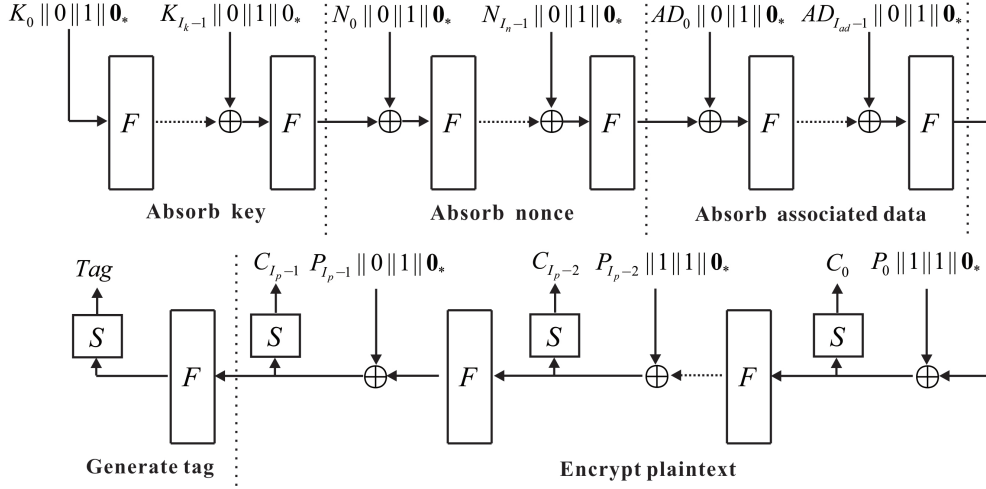 K_0 || 0 || 1 || 0_* K_{I_k-1} || 0 || 1 || 0_* N_0 || 0 || 1 || 0_* N_{I_n-1} || 0 || 1 || 0_* AD_0 || 0 || 1 || 0_* AD_{I_{ad}-1} || 0 || 1 || 0_*
F F F F F F
Absorb key Absorb nonce Absorb associated data
Tag C_{I_p-1} P_{I_p-1} || 0 || 1 || 0_* C_{I_p-2} P_{I_p-2} || 1 || 1 || 0_* C_0 P_0 || 1 || 1 || 0_*
S F S F S F S
Generate tag Encrypt plaintext